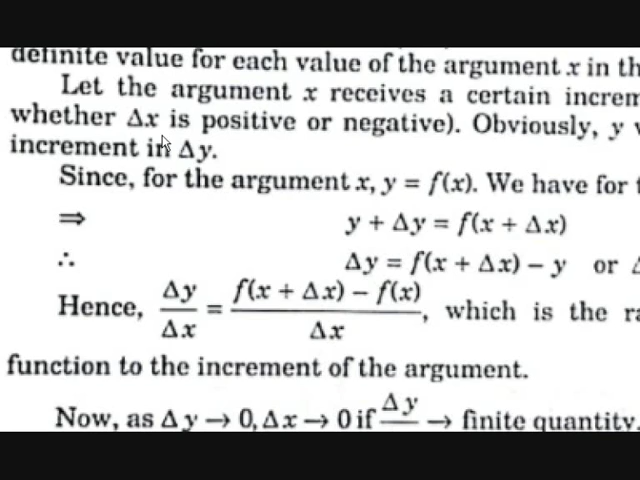 definite value for each value of the argument x in th
Let the argument x receives a certain increm
whether Δx is positive or negative). Obviously, y
increment in Δy.
Since, for the argument x, y = f(x). We have for
⇒ y + Δy = f(x + Δx)
∴ Δy = f(x + Δx) – y or Δ
Hence, Δy/Δx = f(x + Δx) – f(x)/Δx, which is the ra
function to the increment of the argument.
Now, as Δy → 0, Δx → 0 if Δy → finite quantity.